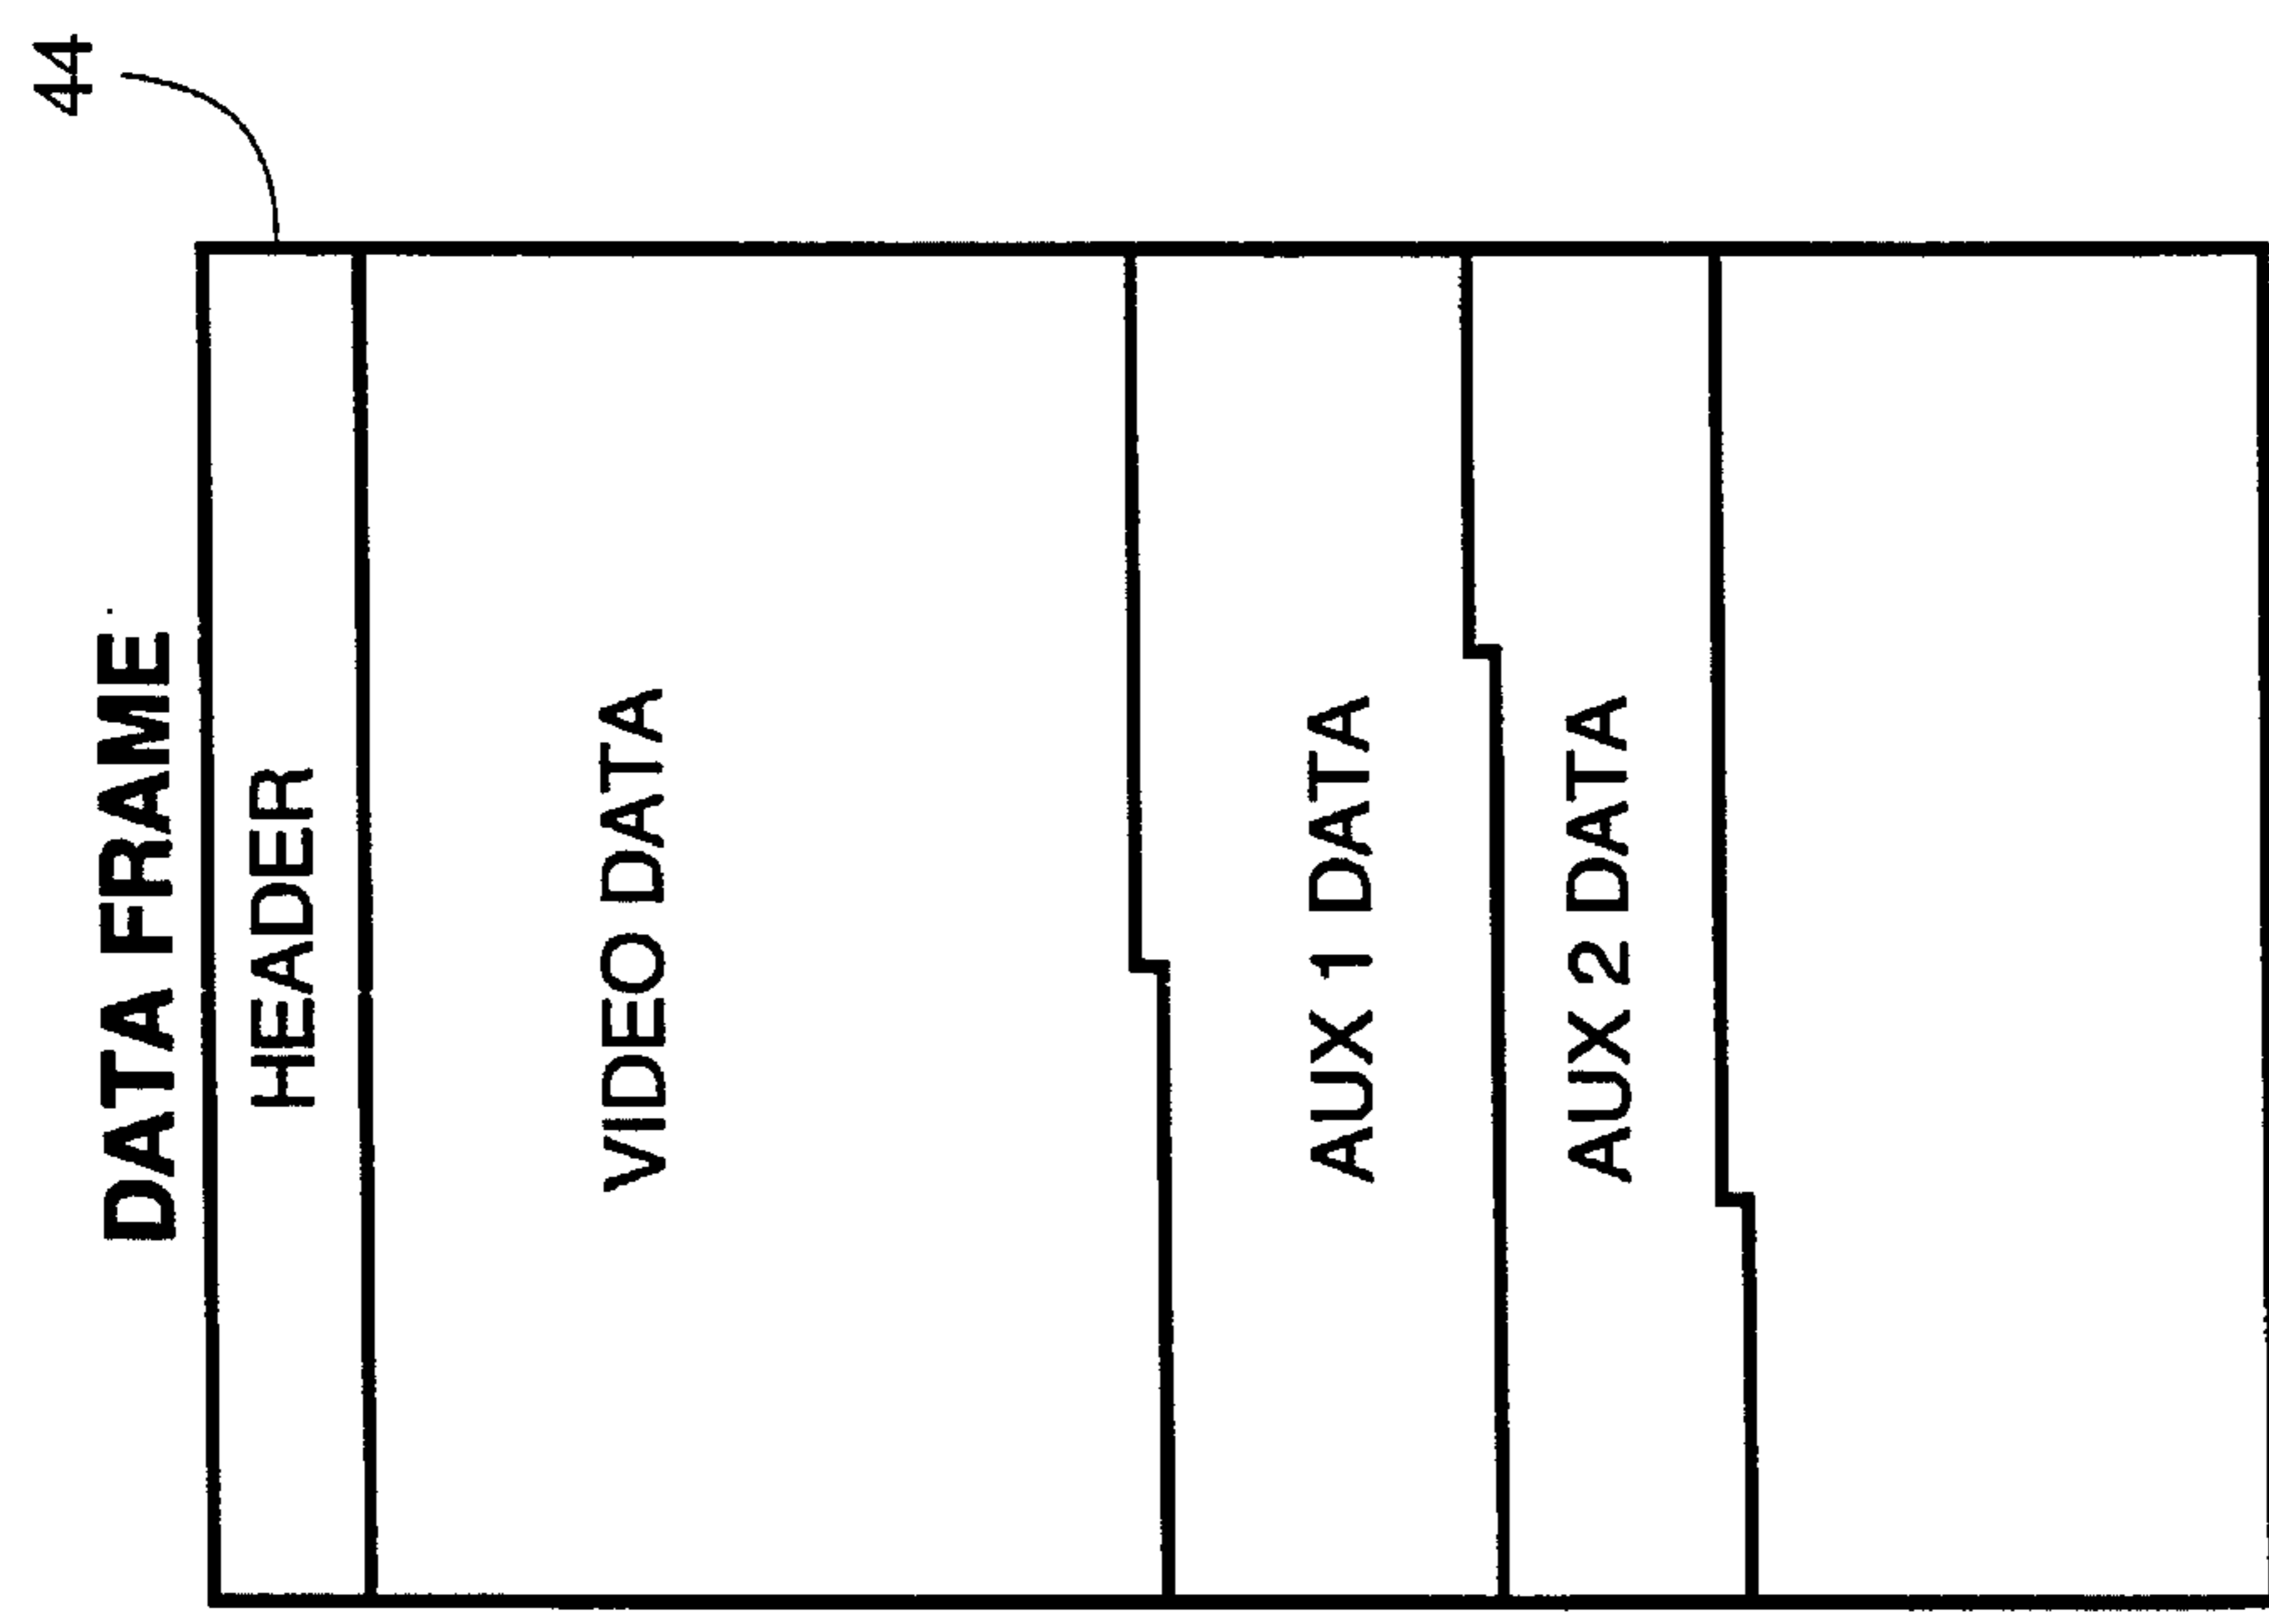 44
DATA FRAME
HEADER
VIDEO DATA
AUX 1 DATA
AUX 2 DATA